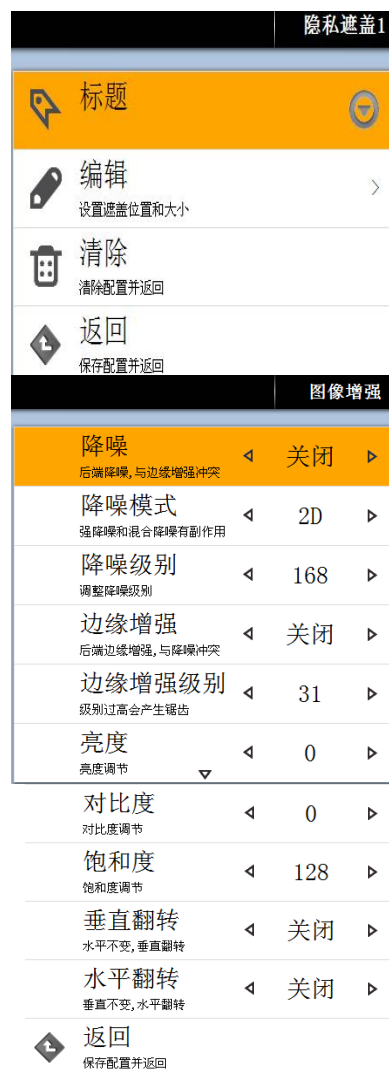 隐私遮盖1
标题
编辑
设置遮盖位置和大小
清除
清除配置并返回
返回
保存配置并返回
图像增强
降噪 关闭
后端降噪,与边缘增强冲突
降噪模式 2D
强降噪和混合降噪有副作用
降噪级别 168
调整降噪级别
边缘增强 关闭
后端边缘增强,与降噪冲突
边缘增强级别 31
级别过高会产生锯齿
亮度 0
亮度调节
对比度 0
对比度调节
饱和度 128
饱和度调节
垂直翻转 关闭
水平不变,垂直翻转
水平翻转 关闭
垂直不变,水平翻转
返回
保存配置并返回